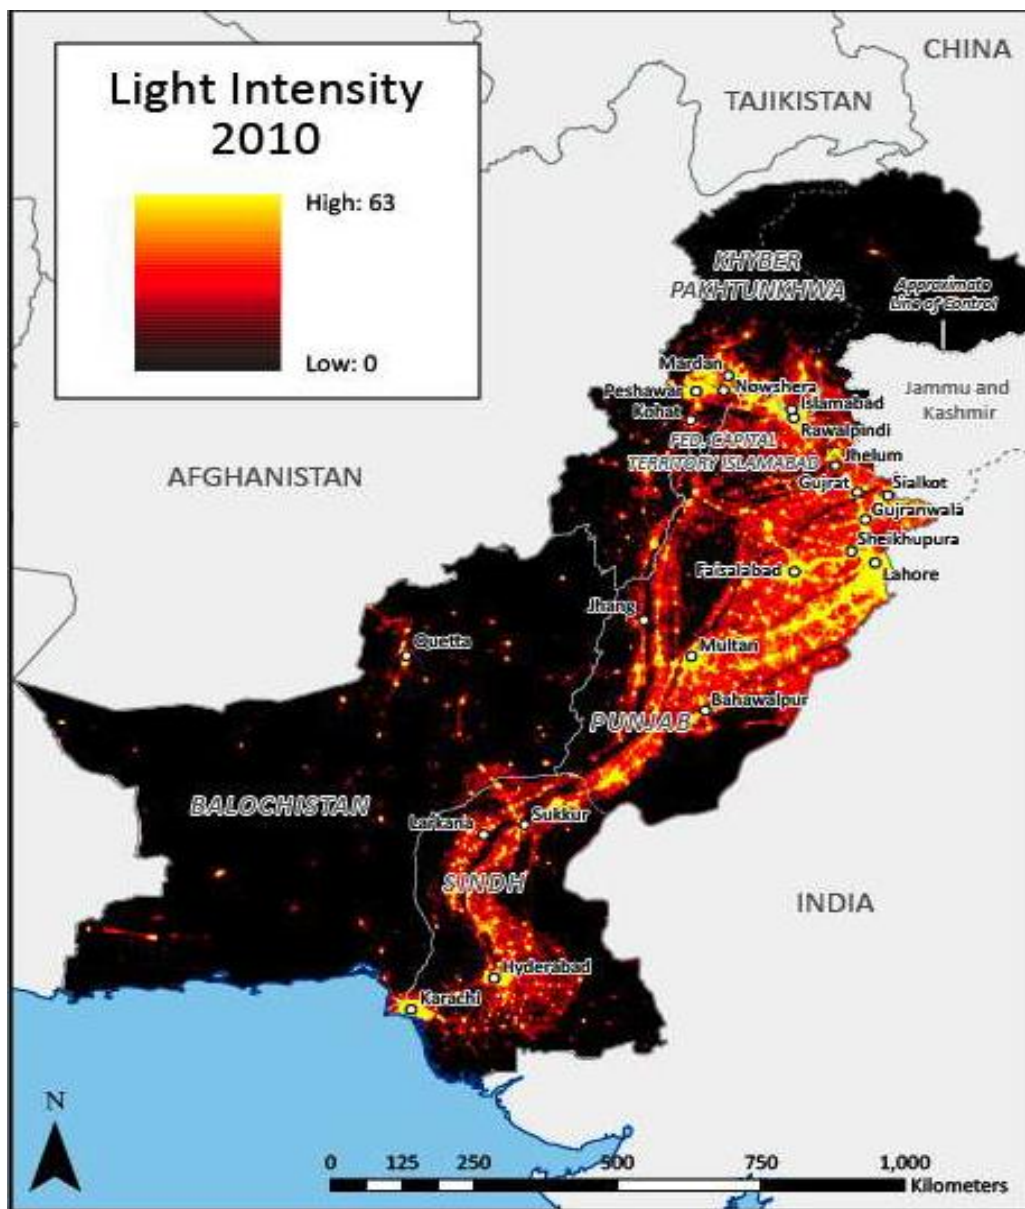 Light Intensity
2010
High: 63
Low: 0
CHINA
TAJIKISTAN
KHYBER
PAKHTUNKHWA
Approximate
Line of Control
Jammu and
Kashmir
Mardan
Peshawar
Nowshera
Kohat
Islamabad
Rawalpindi
FED. CAPITAL
TERRITORY ISLAMABAD
Jhelum
Gujrat
Sialkot
Gujranwala
Sheikhupura
Faisalabad
Lahore
AFGHANISTAN
Jhang
Quetta
Multan
Bahawalpur
PUNJAB
BALOCHISTAN
Larkana
Sukkur
SINDH
INDIA
Hyderabad
Karachi
N
0 125 250 500 750 1,000
Kilometers